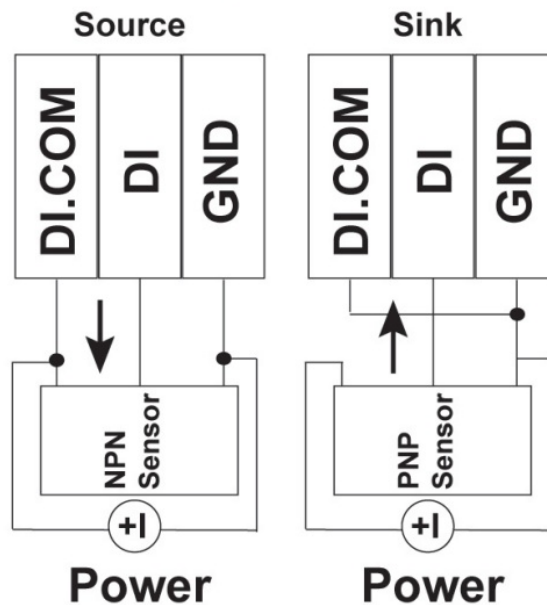 Source
DI.COM
DI
GND
NPN
Sensor
+I
Power
Sink
DI.COM
DI
GND
PNP
Sensor
+I
Power